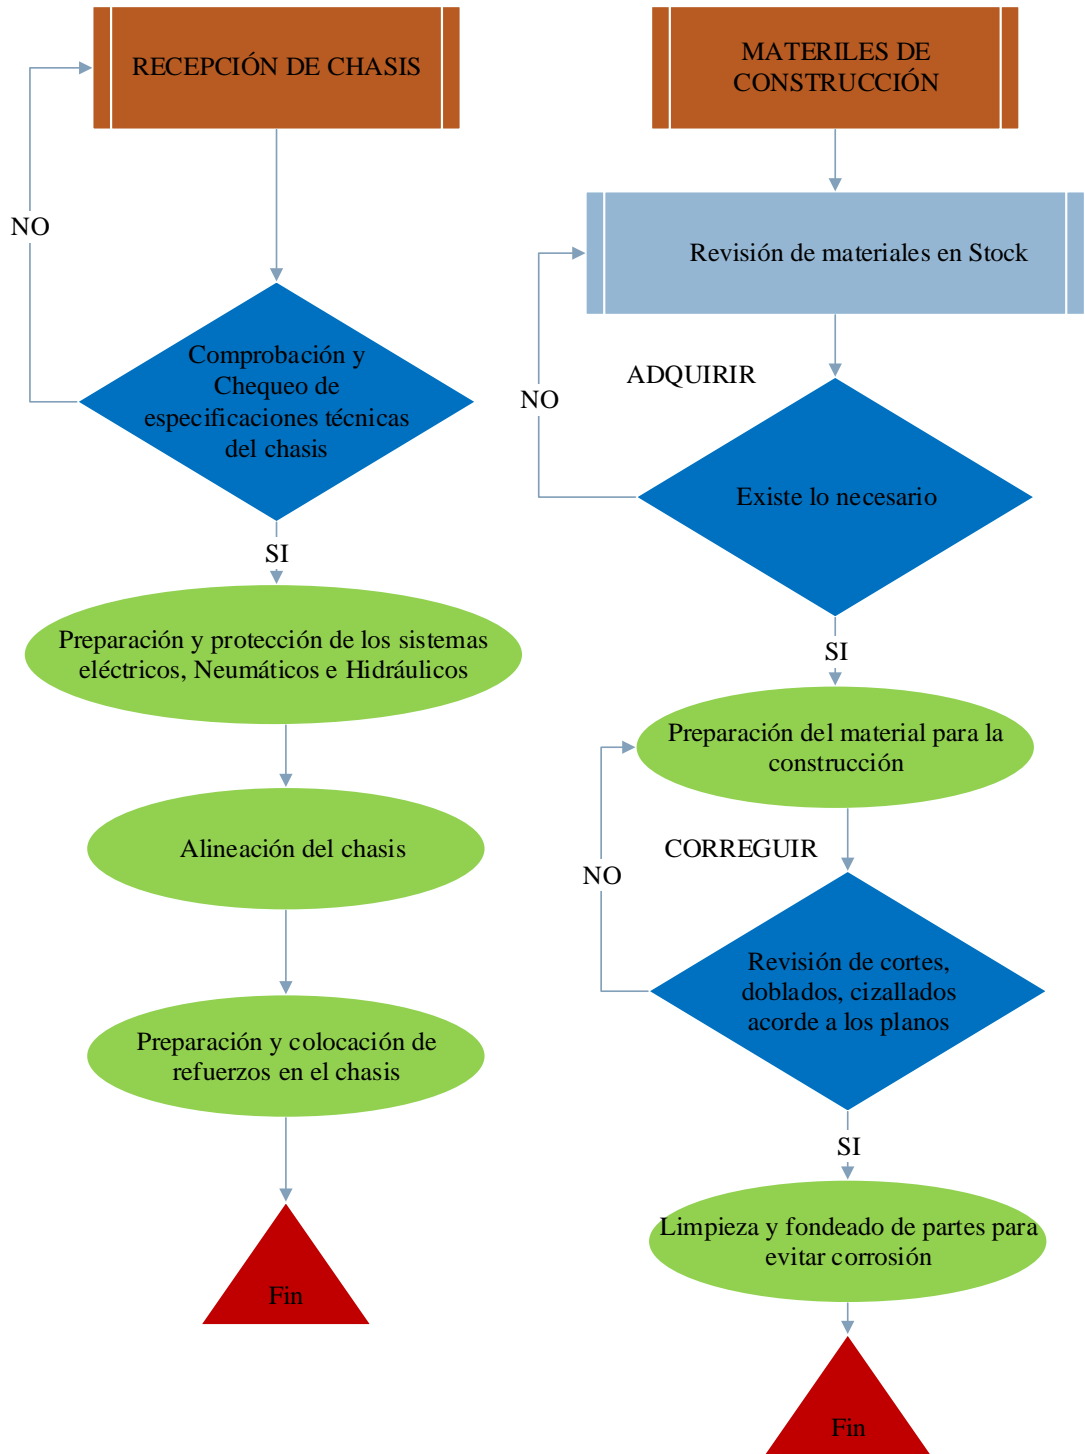 RECEPCIÓN DE CHASIS
NO
Comprobación y
Chequeo de
especificaciones técnicas
del chasis
SI
Preparación y protección de los sistemas
eléctricos, Neumáticos e Hidráulicos
Alineación del chasis
Preparación y colocación de
refuerzos en el chasis
Fin
MATERILES DE
CONSTRUCCIÓN
Revisión de materiales en Stock
ADQUIRIR
NO
Existe lo necesario
SI
Preparación del material para la
construcción
CORREGUIR
NO
Revisión de cortes,
doblados, cizallados
acorde a los planos
SI
Limpieza y fondeado de partes para
evitar corrosión
Fin